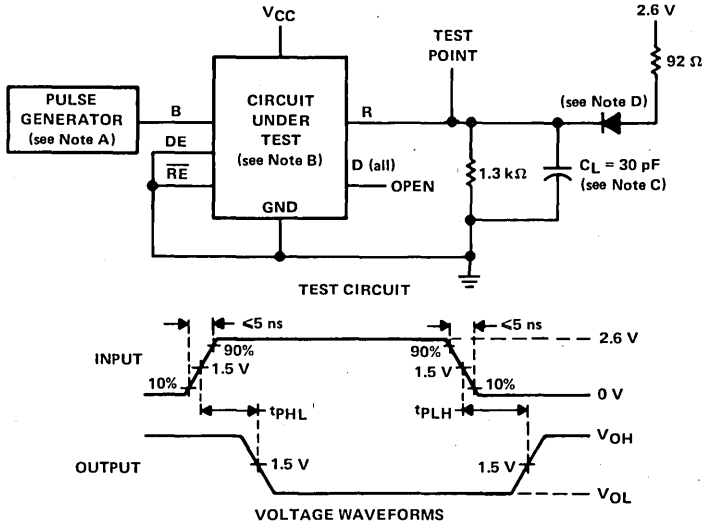 VCC
2.6 V
TEST
POINT
92 Ω
PULSE
GENERATOR
(see Note A)
B
CIRCUIT
UNDER
TEST
(see Note B)
R
(see Note D)
DE
RE
D (all)
OPEN
1.3 kΩ
CL = 30 pF
(see Note C)
GND
TEST CIRCUIT
≤5 ns
≤5 ns
INPUT
90%
90%
2.6 V
1.5 V
1.5 V
10%
10%
0 V
tPHL
tPLH
VOH
OUTPUT
1.5 V
1.5 V
VOL
VOLTAGE WAVEFORMS